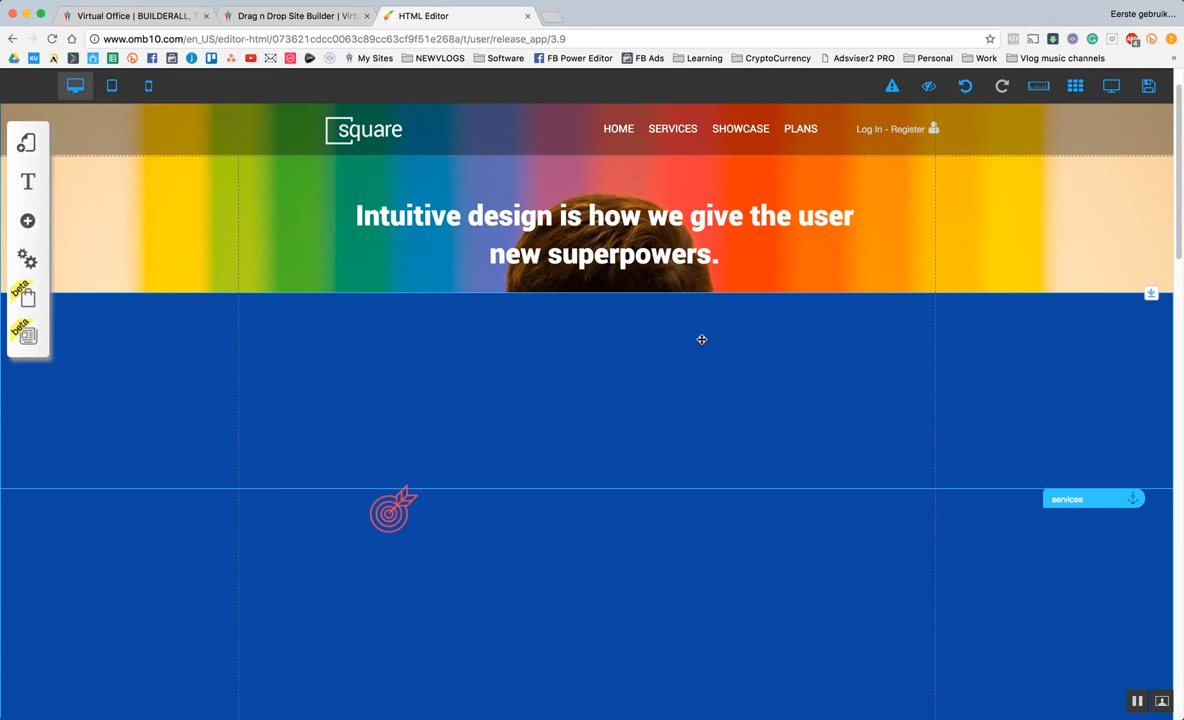 Virtual Office | BUILDERALL, T
Drag n Drop Site Builder | Virtu
HTML Editor
Eerste gebruik...
www.omb10.com/en_US/editor-html/073621cdcc0063c89cc63cf9f51e268a/t/user/release_app/3.9
My Sites
NEWVLOGS
Software
FB Power Editor
FB Ads
Learning
CryptoCurrency
Adsviser2 PRO
Personal
Work
Vlog music channels
square
HOME
SERVICES
SHOWCASE
PLANS
Log In - Register
Intuitive design is how we give the user
new superpowers.
beta
beta
services